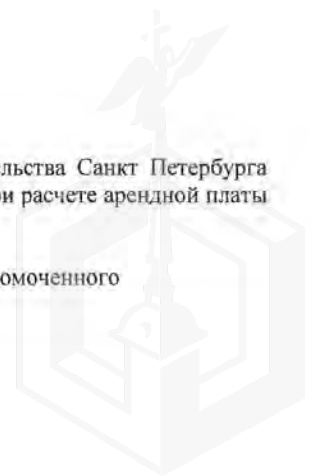 льства Санкт Петербурга
ри расчете арендной платы
омоченного